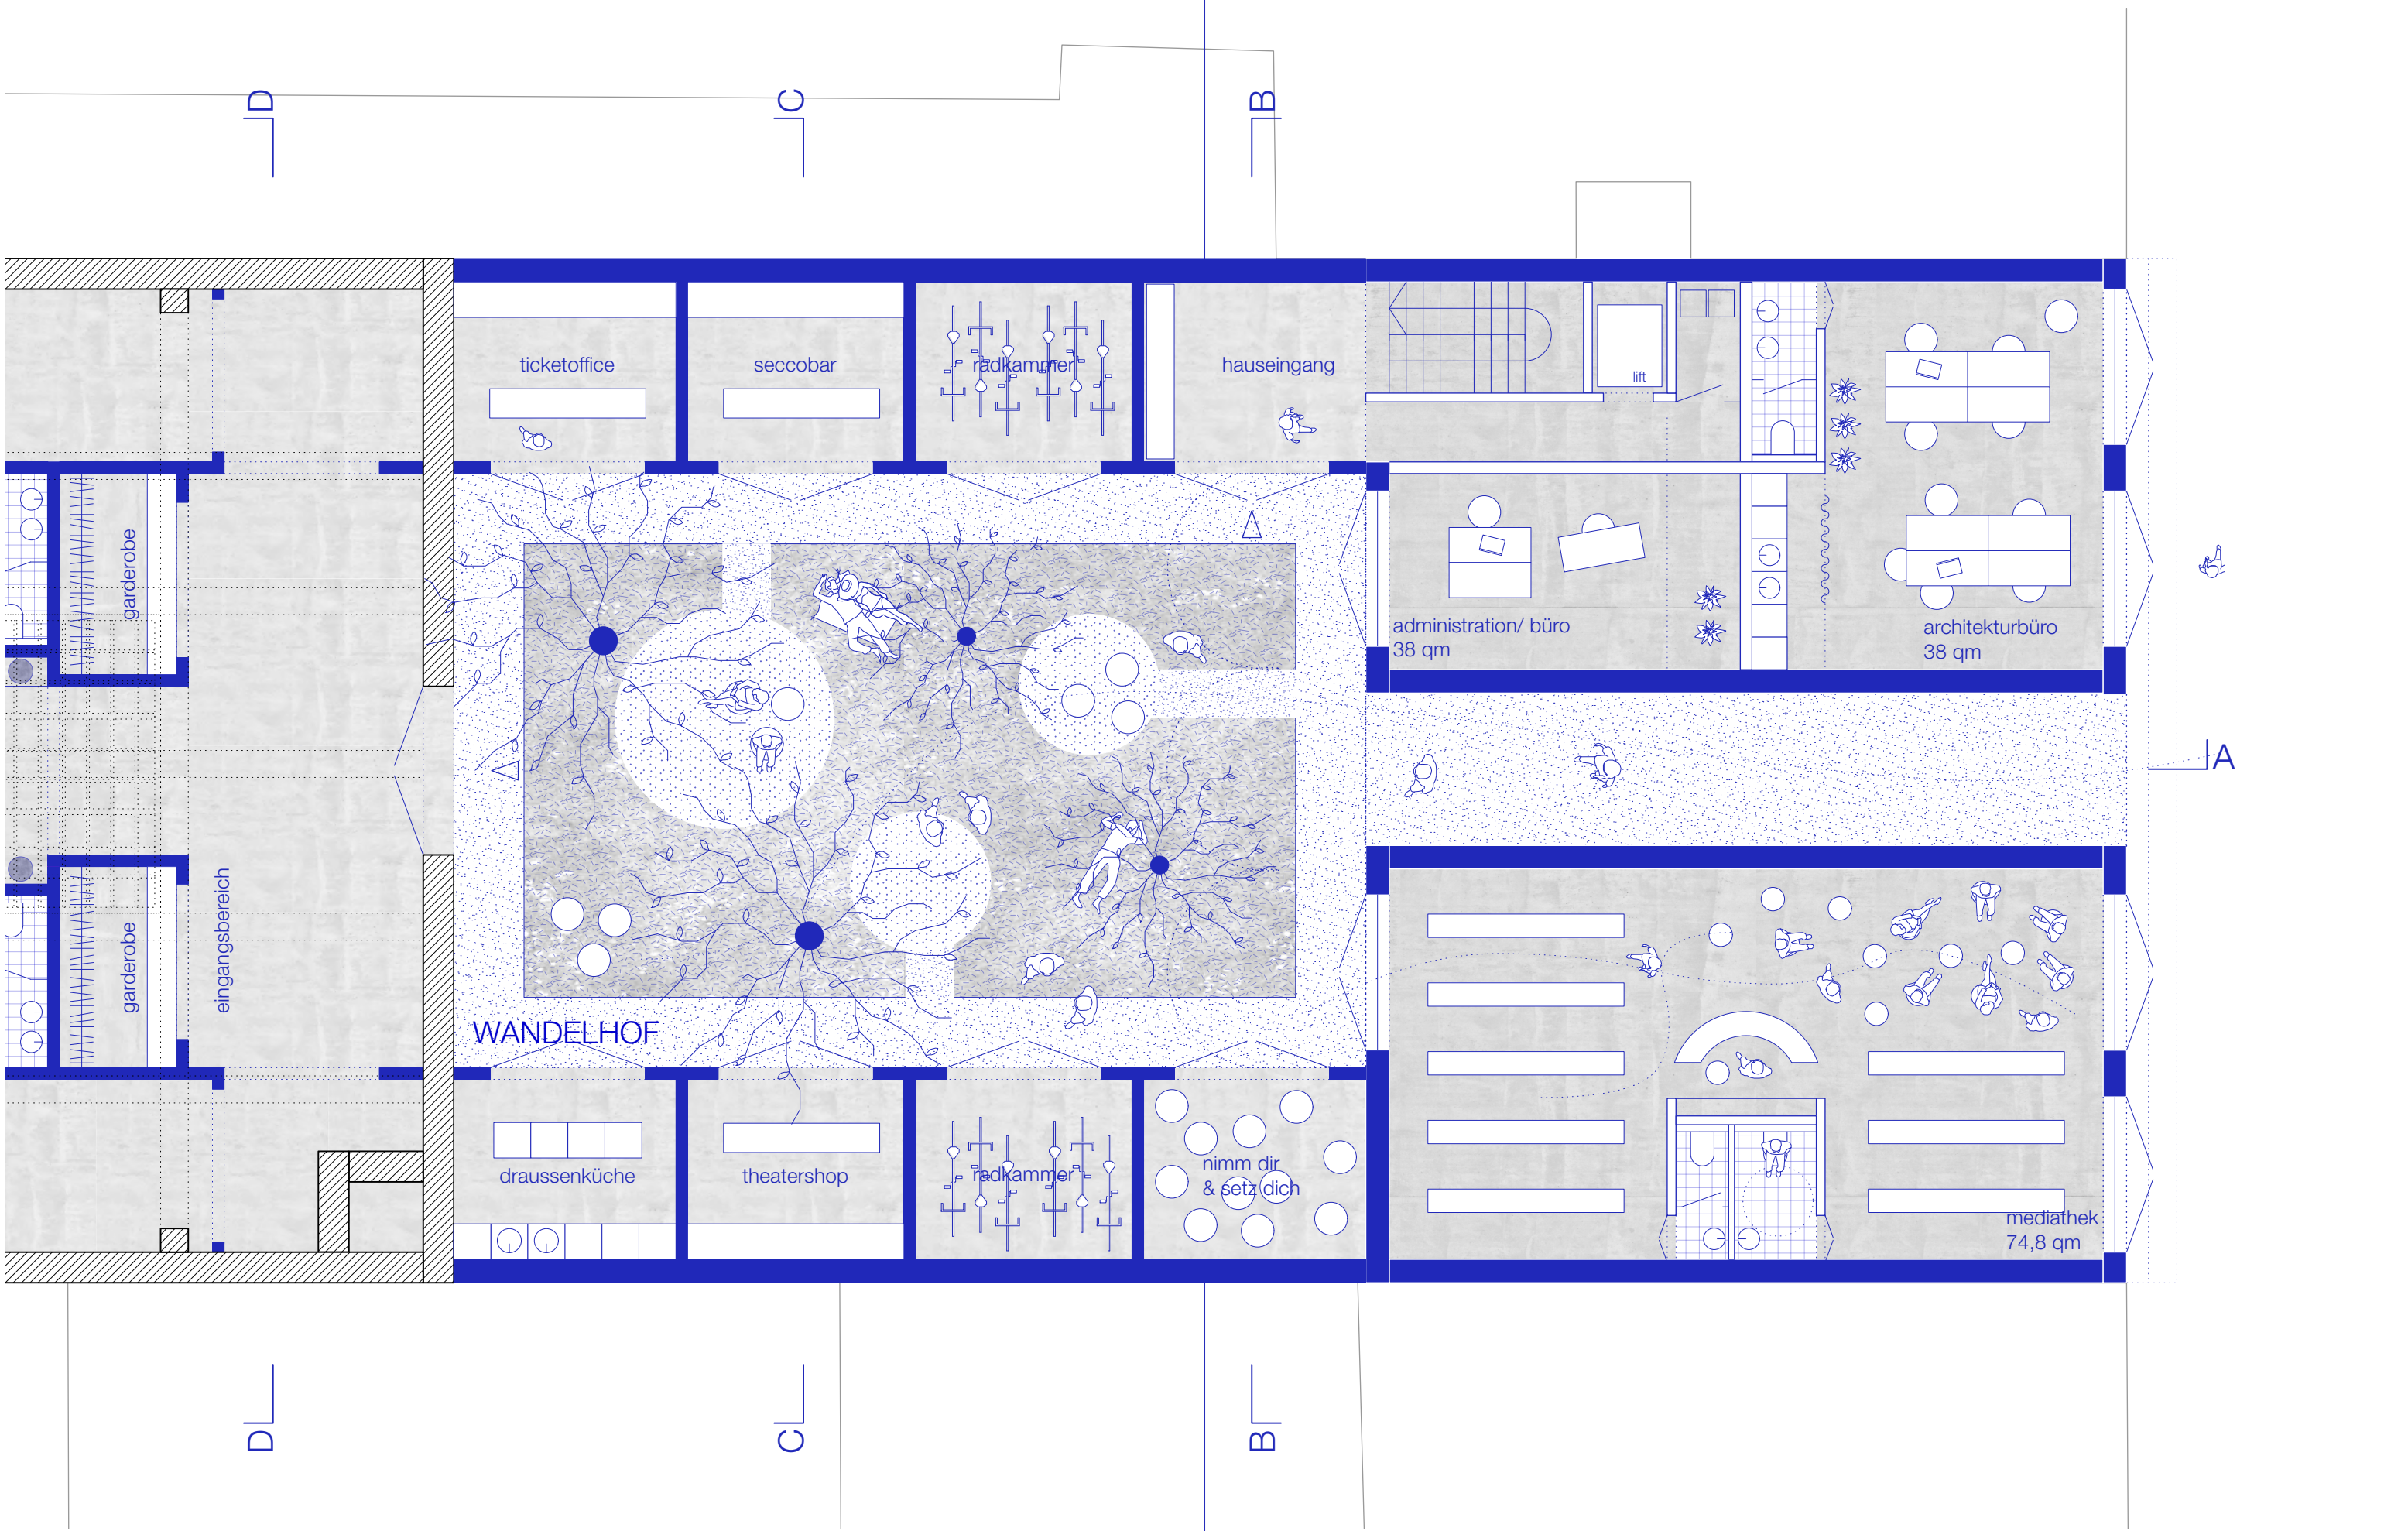 D
C
B
ticketoffice
seccobar
radkammer
hauseingang
lift
garderobe
administration/ büro
38 qm
architekturbüro
38 qm
A
garderobe
eingangsbereich
WANDELHOF
draussenküche
theatershop
radkammer
nimm dir
& setz dich
mediathek
74,8 qm
D
C
B